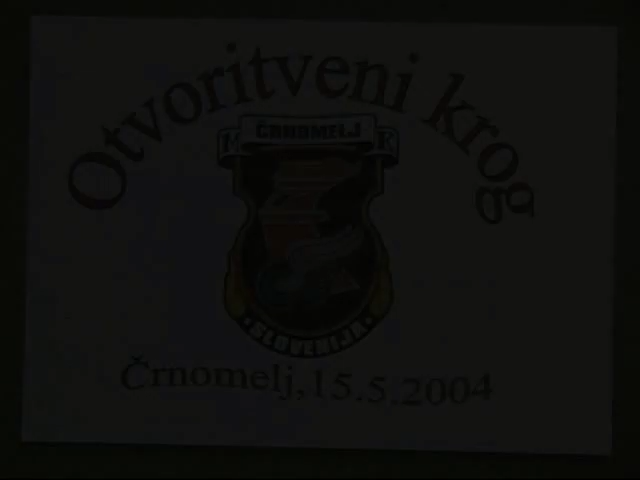 Otvoritveni krog
ČRNOMELJ
M K
SLOVENIJA
Črnomelj,15.5.2004